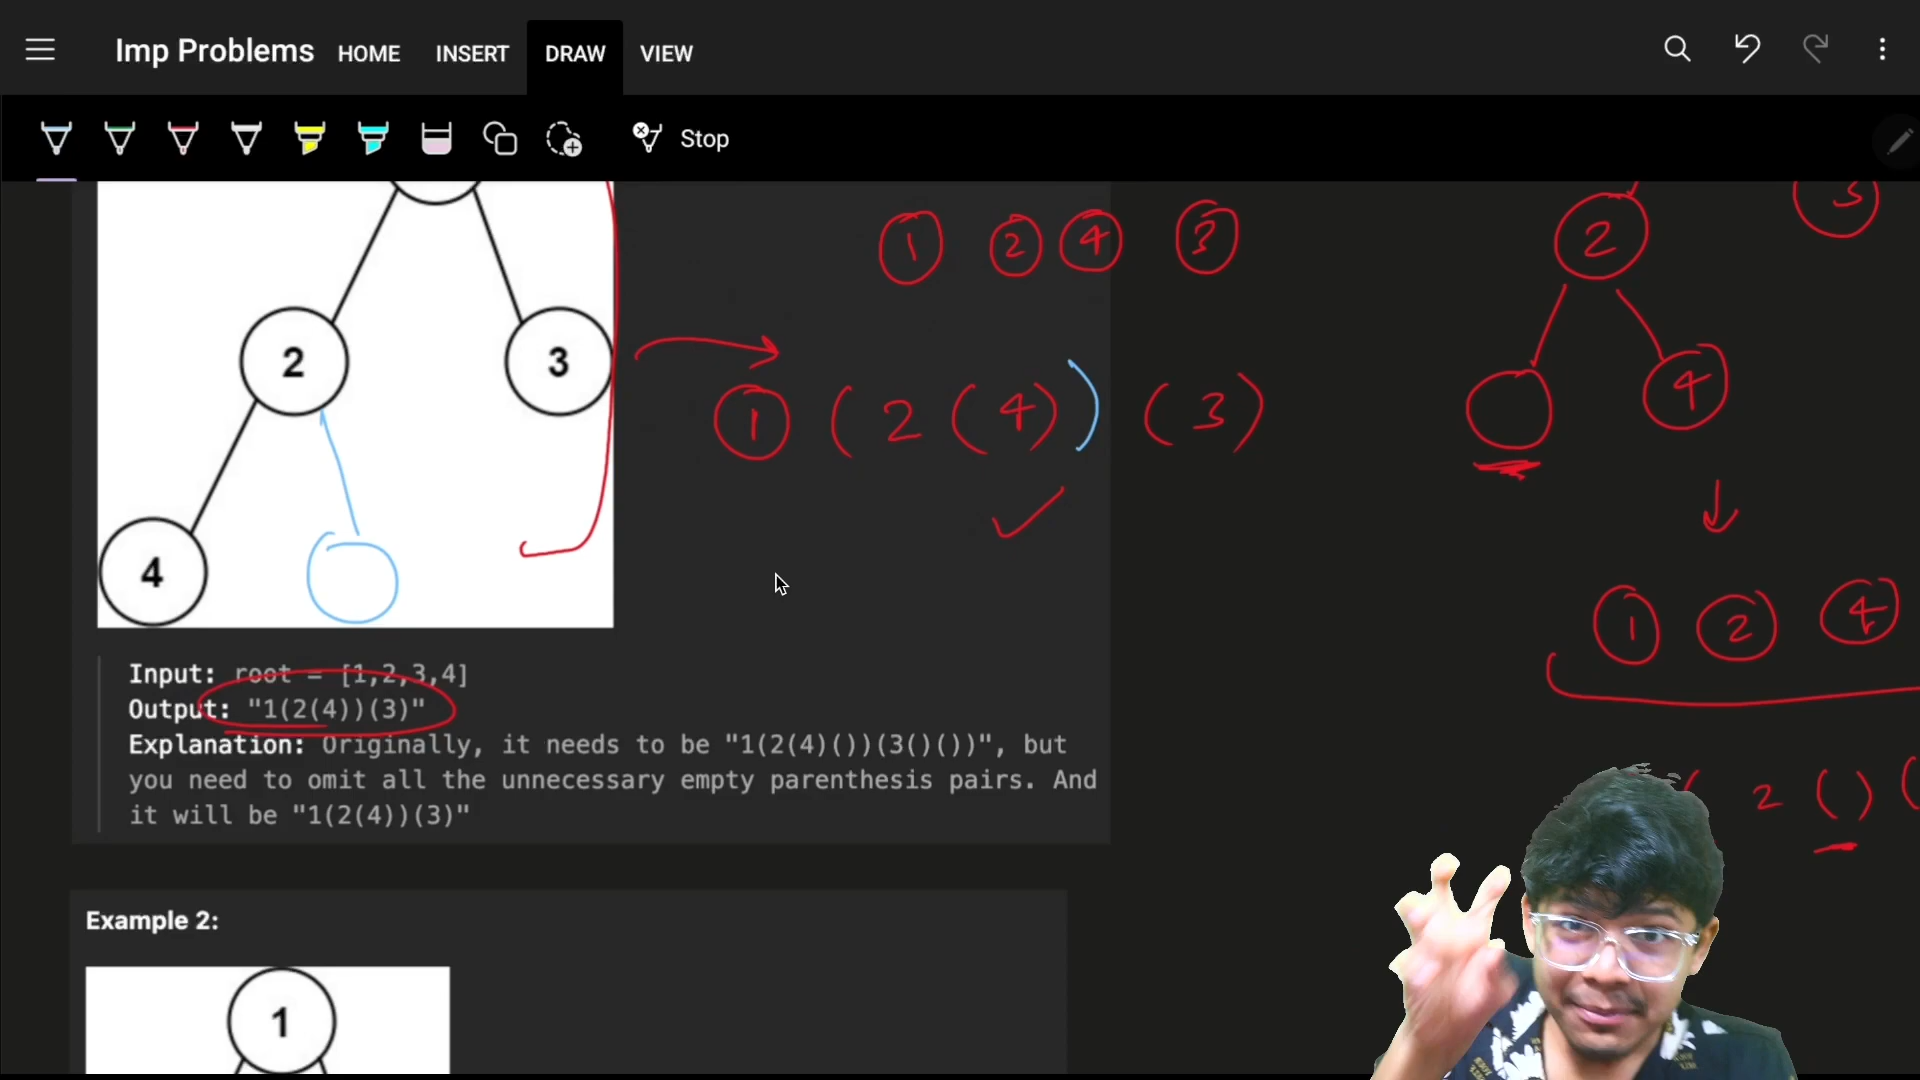 Imp Problems HOME INSERT DRAW VIEW
Stop
1 2 4 3
2 3
2 3
1 ( 2 ( 4 ) ) ( 3 )
4
4
1 2 4
Input: root = [1,2,3,4]
Output: "1(2(4))(3)"
Explanation: Originally, it needs to be "1(2(4)())(3()())", but
you need to omit all the unnecessary empty parenthesis pairs. And
it will be "1(2(4))(3)"
( 2 ( ) (
Example 2:
1